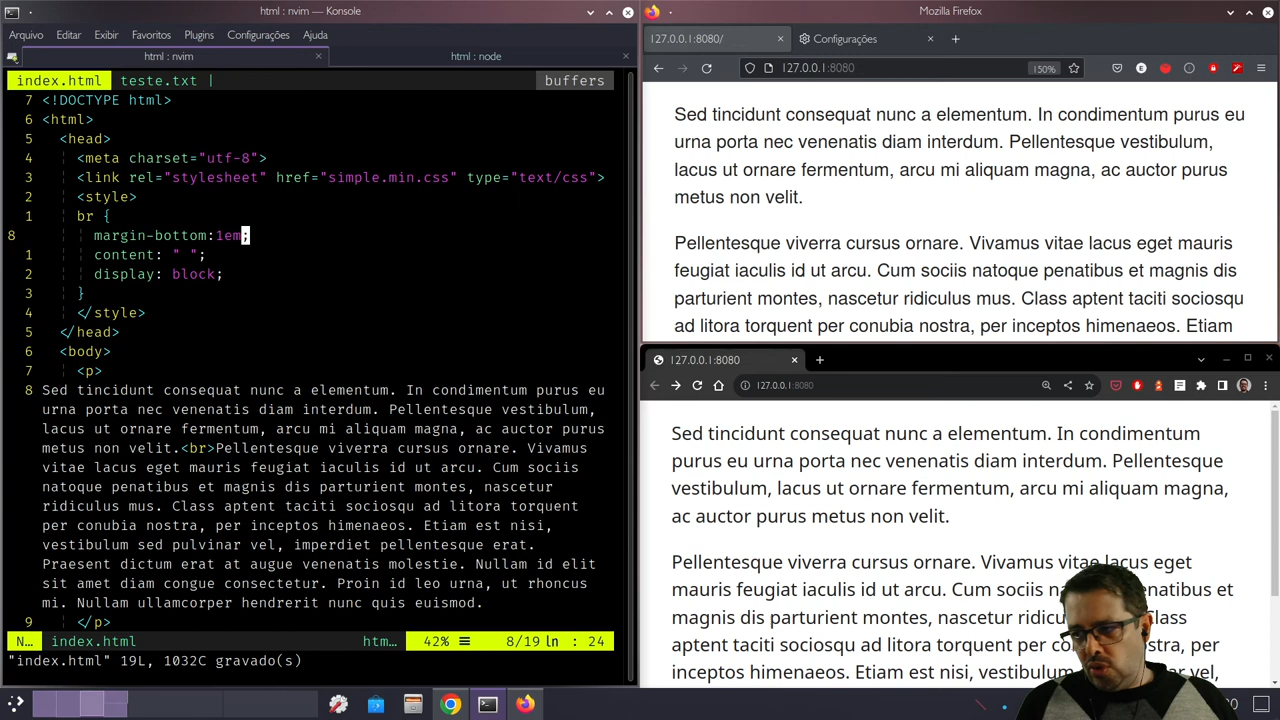 html : nvim — Konsole
Arquivo Editar Exibir Favoritos Plugins Configurações Ajuda
html : nvim
html : node
index.html teste.txt | buffers
7 <!DOCTYPE html>
6 <html>
5 <head>
4 <meta charset="utf-8">
3 <link rel="stylesheet" href="simple.min.css" type="text/css">
2 <style>
1 br {
8 margin-bottom:1em;
1 content: " ";
2 display: block;
3 }
4 </style>
5 </head>
6 <body>
7 <p>
8 Sed tincidunt consequat nunc a elementum. In condimentum purus eu
urna porta nec venenatis diam interdum. Pellentesque vestibulum,
lacus ut ornare fermentum, arcu mi aliquam magna, ac auctor purus
metus non velit.<br>Pellentesque viverra cursus ornare. Vivamus
vitae lacus eget mauris feugiat iaculis id ut arcu. Cum sociis
natoque penatibus et magnis dis parturient montes, nascetur
ridiculus mus. Class aptent taciti sociosqu ad litora torquent
per conubia nostra, per inceptos himenaeos. Etiam est nisi,
vestibulum sed pulvinar vel, imperdiet pellentesque erat.
Praesent dictum erat at augue venenatis molestie. Nullam id elit
sit amet diam congue consectetur. Proin id leo urna, ut rhoncus
mi. Nullam ullamcorper hendrerit nunc quis euismod.
9 </p>
N… index.html htm… 42% ☰ 8/19 ln : 24
"index.html" 19L, 1032C gravado(s)
Mozilla Firefox
127.0.0.1:8080/
Configurações
127.0.0.1:8080 150%
Sed tincidunt consequat nunc a elementum. In condimentum purus eu
urna porta nec venenatis diam interdum. Pellentesque vestibulum,
lacus ut ornare fermentum, arcu mi aliquam magna, ac auctor purus
metus non velit.
Pellentesque viverra cursus ornare. Vivamus vitae lacus eget mauris
feugiat iaculis id ut arcu. Cum sociis natoque penatibus et magnis dis
parturient montes, nascetur ridiculus mus. Class aptent taciti sociosqu
ad litora torquent per conubia nostra, per inceptos himenaeos. Etiam
127.0.0.1:8080
127.0.0.1:8080
Sed tincidunt consequat nunc a elementum. In condimentum
purus eu urna porta nec venenatis diam interdum. Pellentesque
vestibulum, lacus ut ornare fermentum, arcu mi aliquam magna,
ac auctor purus metus non velit.
Pellentesque viverra cursus ornare. Vivamus vitae lacus eget
mauris feugiat iaculis id ut arcu. Cum sociis
magnis dis parturient montes, nascetur Class
aptent taciti sociosqu ad litora torquent per
inceptos himenaeos. Etiam est nisi, vel,